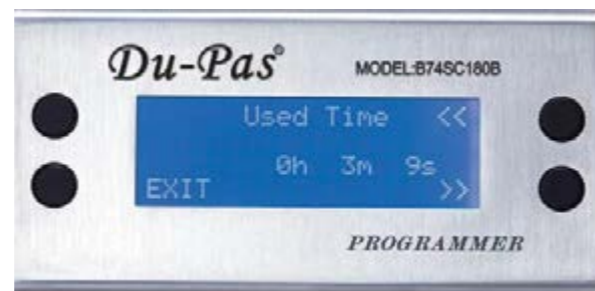 Du-Pas®
MODEL:B74SC180B
Used Time <<
0h 3m 9s
EXIT >>
PROGRAMMER